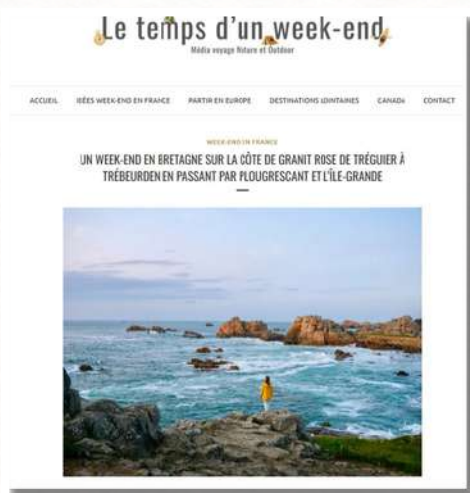 Le temps d'un week-end
Média voyage Nature et Outdoor
ACCUEIL IDÉES WEEK-END EN FRANCE PARTIR EN EUROPE DESTINATIONS LOINTAINES CANADA CONTACT
WEEK-END EN FRANCE
UN WEEK-END EN BRETAGNE SUR LA CÔTE DE GRANIT ROSE DE TRÉGUIER À
TRÉBEURDEN EN PASSANT PAR PLOUGRESCANT ET L'ÎLE-GRANDE